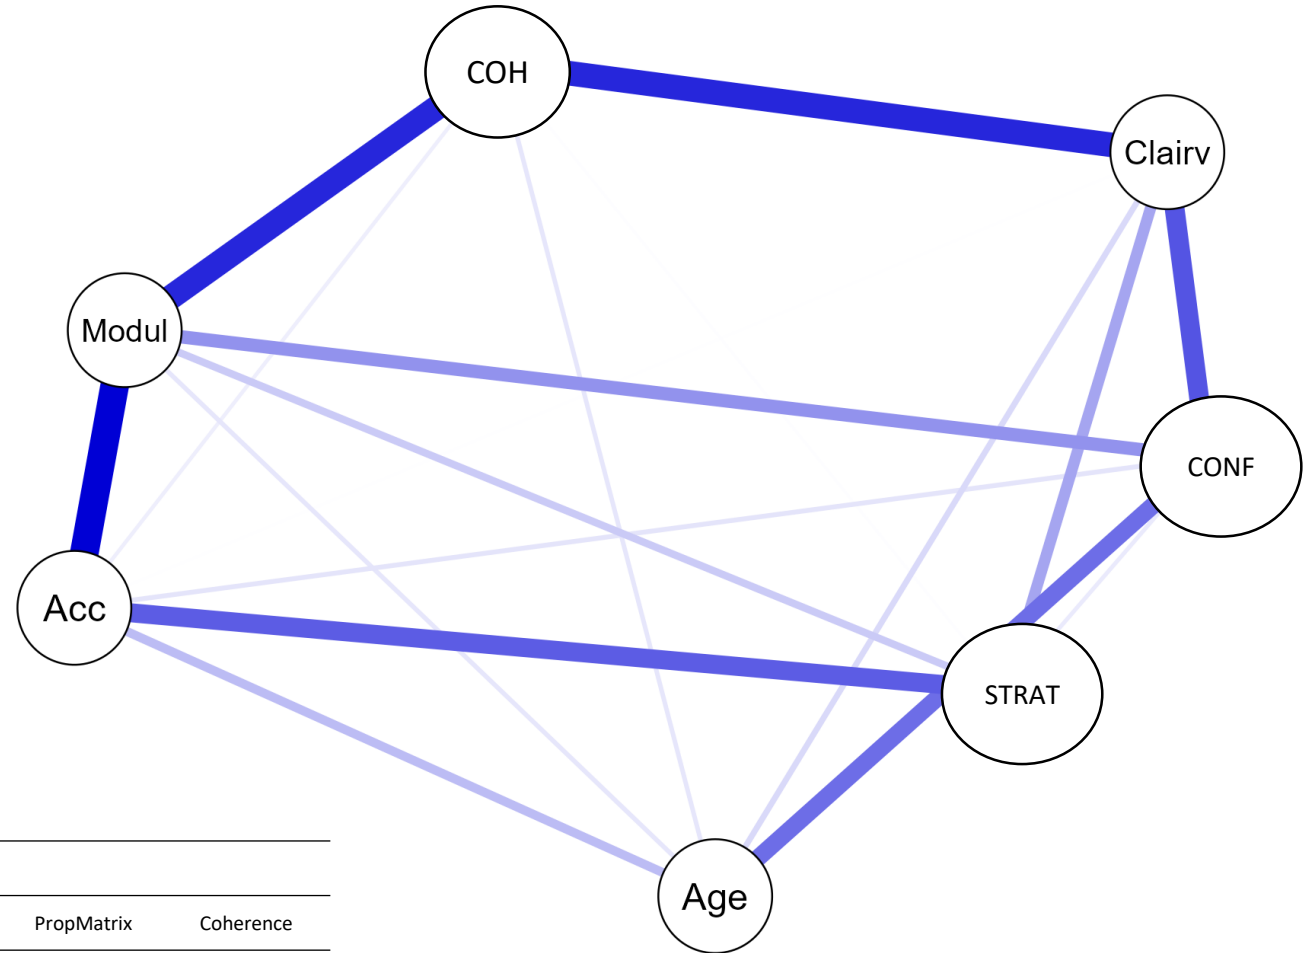 COH
Clairv
Modul
CONF
Acc
STRAT
Age
PropMatrix Coherence